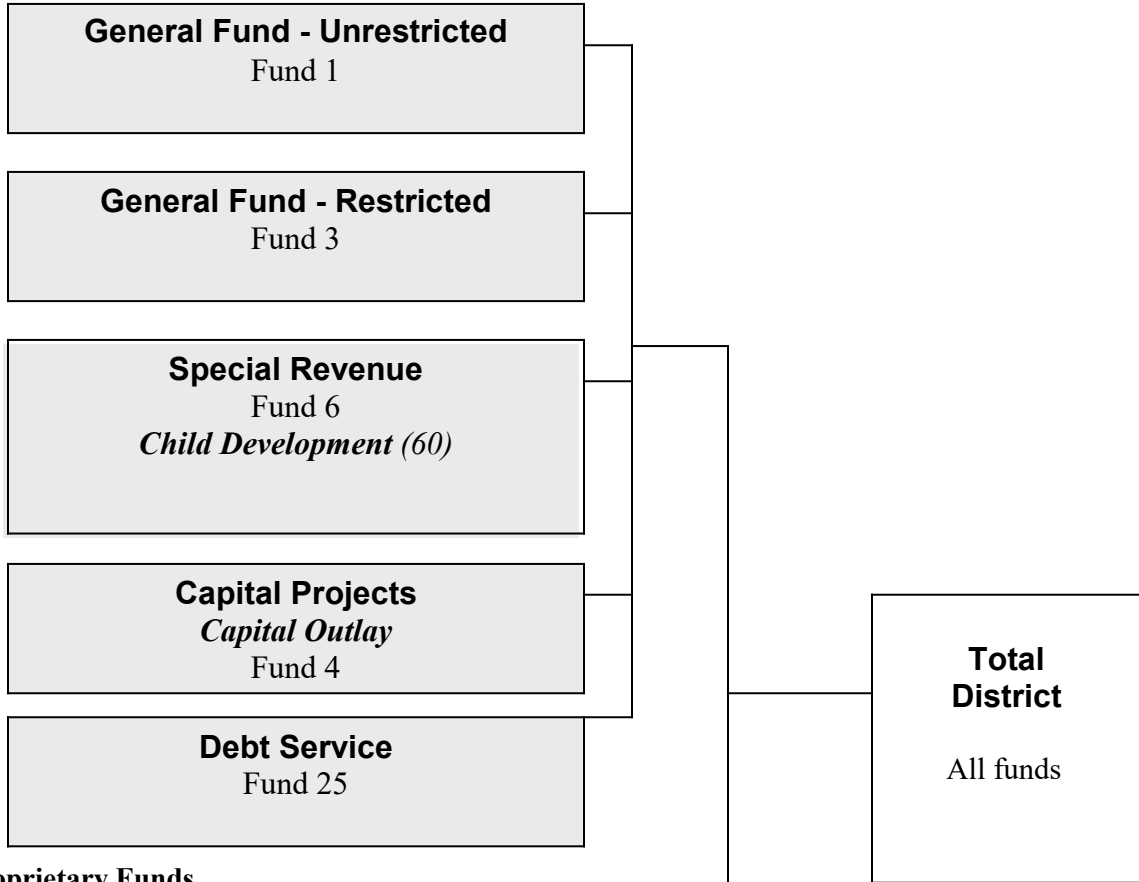 General Fund - Unrestricted
Fund 1
General Fund - Restricted
Fund 3
Special Revenue
Fund 6
Child Development (60)
Capital Projects
Capital Outlay
Fund 4
Debt Service
Fund 25
Total
District
All funds
Funds